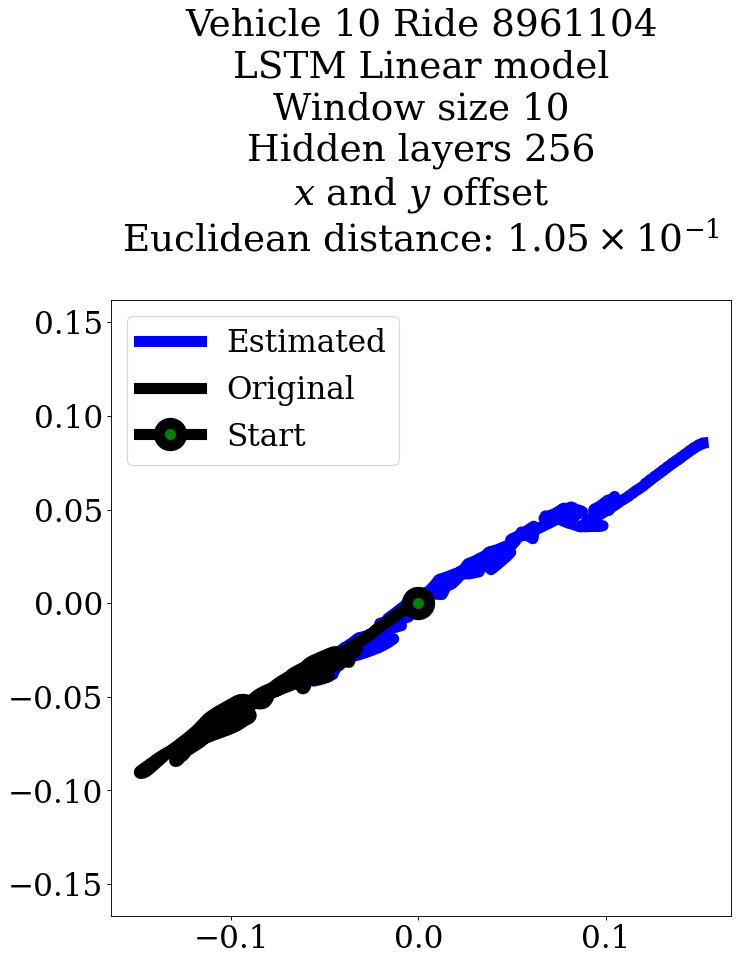 Vehicle 10 Ride 8961104
LSTM Linear model
Window size 10
Hidden layers 256
x and y offset
Euclidean distance: 1.05 × 10⁻¹
Estimated
Original
Start
0.15
0.10
0.05
0.00
−0.05
−0.10
−0.15
−0.1
0.0
0.1